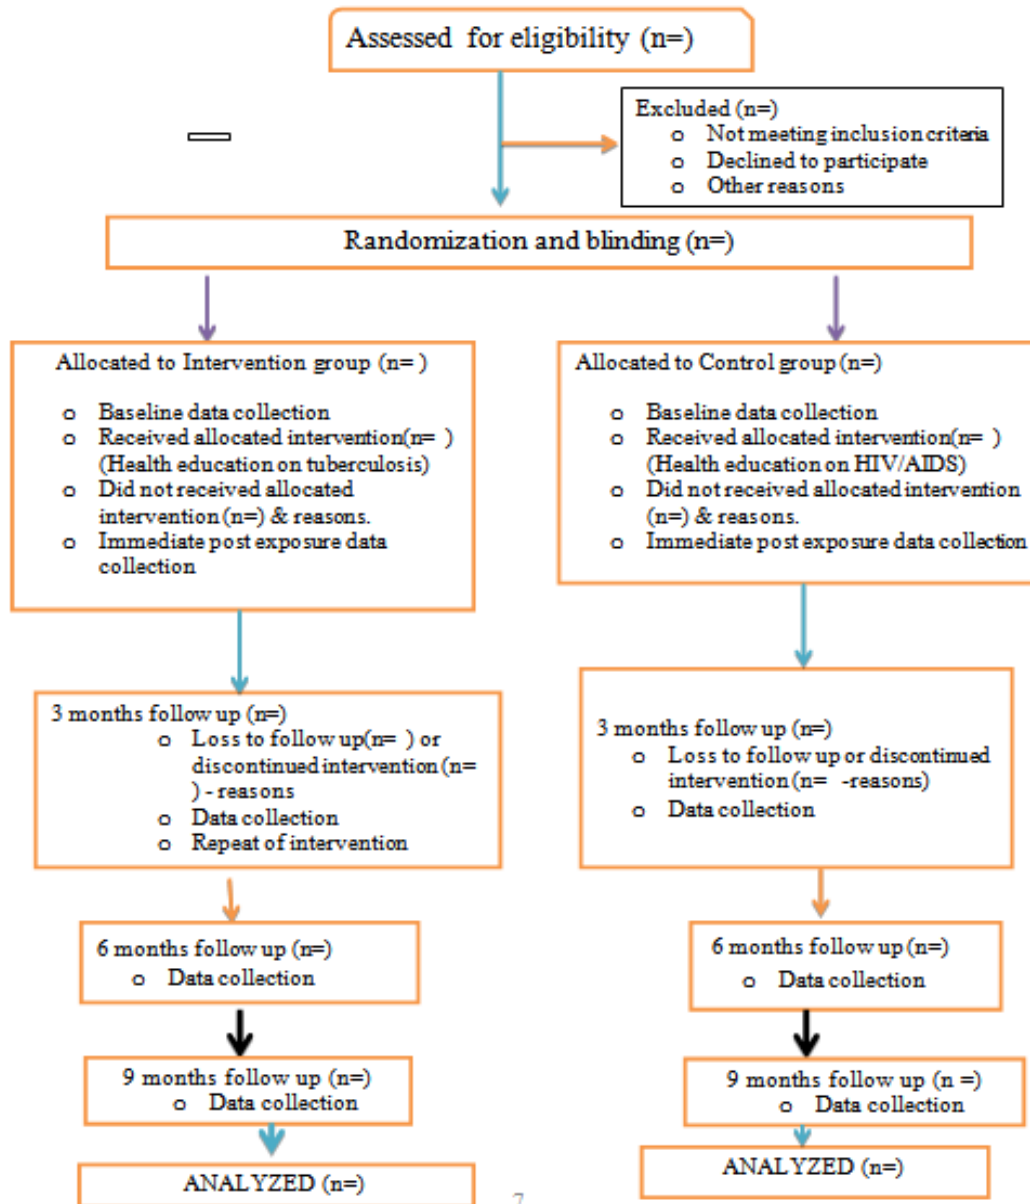 Assessed for eligibility (n=)
Excluded (n=)
o Not meeting inclusion criteria
o Declined to participate
o Other reasons
Randomization and blinding (n=)
Allocated to Intervention group (n= )
o Baseline data collection
o Received allocated intervention(n= )
(Health education on tuberculosis)
o Did not received allocated
intervention (n=) & reasons.
o Immediate post exposure data
collection
Allocated to Control group (n=)
o Baseline data collection
o Received allocated intervention(n= )
(Health education on HIV/AIDS)
o Did not received allocated intervention
(n=) & reasons.
o Immediate post exposure data collection
3 months follow up (n=)
o Loss to follow up(n= ) or
discontinued intervention (n=
) - reasons
o Data collection
o Repeat of intervention
3 months follow up (n=)
o Loss to follow up or discontinued
intervention (n= -reasons)
o Data collection
6 months follow up (n=)
o Data collection
6 months follow up (n=)
o Data collection
9 months follow up (n=)
o Data collection
9 months follow up (n =)
o Data collection
ANALYZED (n=)
ANALYZED (n=)
7